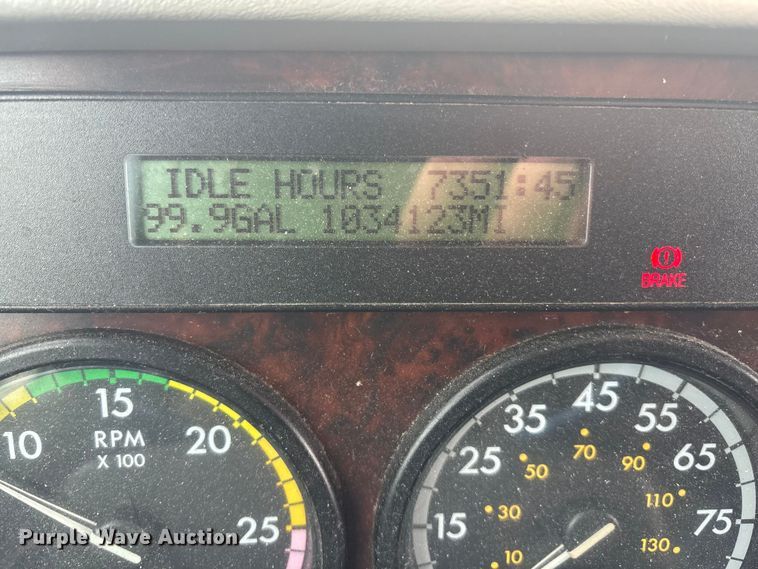 IDLE HOURS 7351:45
99.9GAL 1034123MI
BRAKE
10 15 20 25
RPM
X 100
15 25 35 45 55 65 75
10 30 50 70 90 110 130
Purple Wave Auction